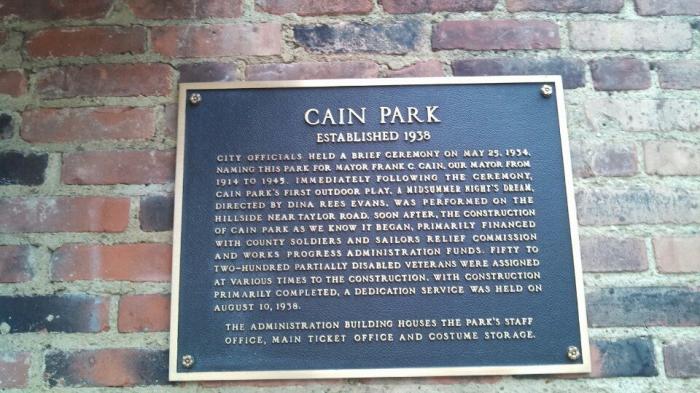 CAIN PARK
ESTABLISHED 1938
CITY OFFICIALS HELD A BRIEF CEREMONY ON MAY 25, 1934,
NAMING THIS PARK FOR MAYOR FRANK C. CAIN, OUR MAYOR FROM
1914 TO 1945. IMMEDIATELY FOLLOWING THE CEREMONY,
CAIN PARK'S FIRST OUTDOOR PLAY, A MIDSUMMER NIGHT'S DREAM,
DIRECTED BY DINA REES EVANS, WAS PERFORMED ON THE
HILLSIDE NEAR TAYLOR ROAD. SOON AFTER, THE CONSTRUCTION
OF CAIN PARK AS WE KNOW IT BEGAN, PRIMARILY FINANCED
WITH COUNTY SOLDIERS AND SAILORS RELIEF COMMISSION
AND WORKS PROGRESS ADMINISTRATION FUNDS. FIFTY TO
TWO-HUNDRED PARTIALLY DISABLED VETERANS WERE ASSIGNED
AT VARIOUS TIMES TO THE CONSTRUCTION. WITH CONSTRUCTION
PRIMARILY COMPLETED, A DEDICATION SERVICE WAS HELD ON
AUGUST 10, 1938.
THE ADMINISTRATION BUILDING HOUSES THE PARK'S STAFF
OFFICE, MAIN TICKET OFFICE AND COSTUME STORAGE.